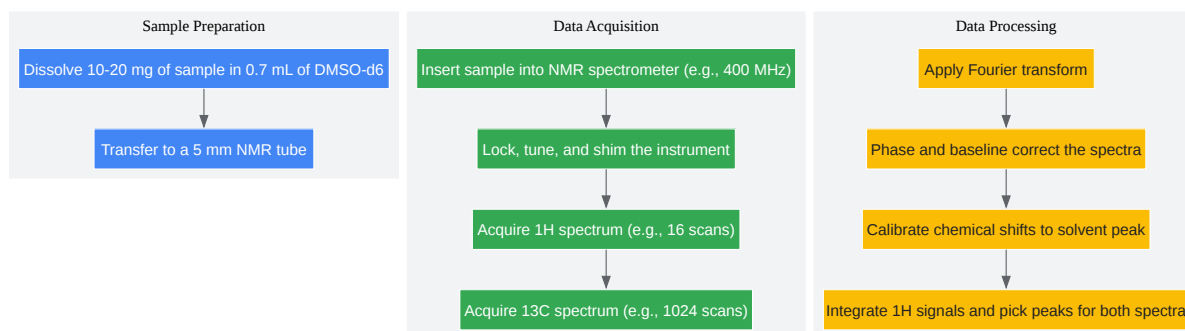 Sample Preparation
Dissolve 10-20 mg of sample in 0.7 mL of DMSO-d6
Transfer to a 5 mm NMR tube
Data Acquisition
Insert sample into NMR spectrometer (e.g., 400 MHz)
Lock, tune, and shim the instrument
Acquire 1H spectrum (e.g., 16 scans)
Acquire 13C spectrum (e.g., 1024 scans)
Data Processing
Apply Fourier transform
Phase and baseline correct the spectra
Calibrate chemical shifts to solvent peak
Integrate 1H signals and pick peaks for both spectra